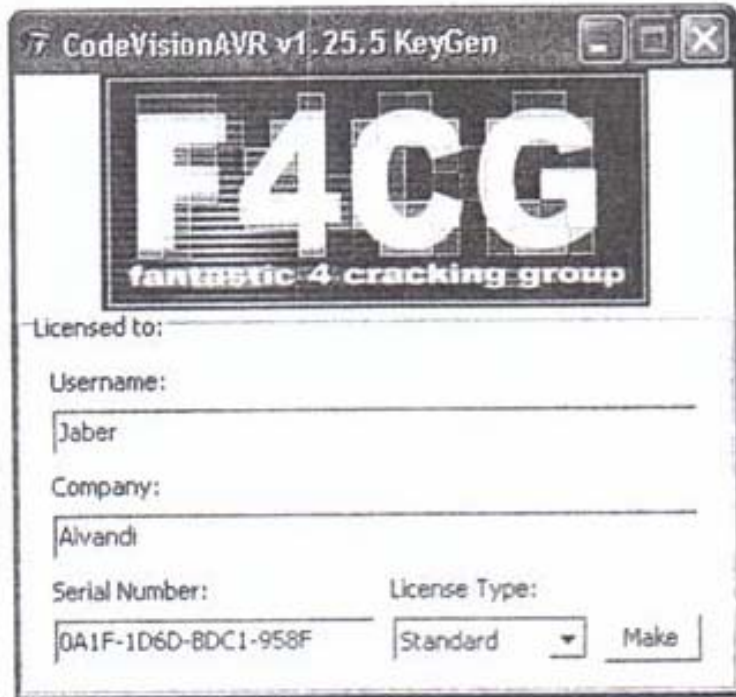 CodeVisionAVR v1.25.5 KeyGen
F4CG
fantastic 4 cracking group
Licensed to:
Username:
Jaber
Company:
Alvandi
Serial Number: License Type:
0A1F-1D6D-8DC1-958F Standard Make